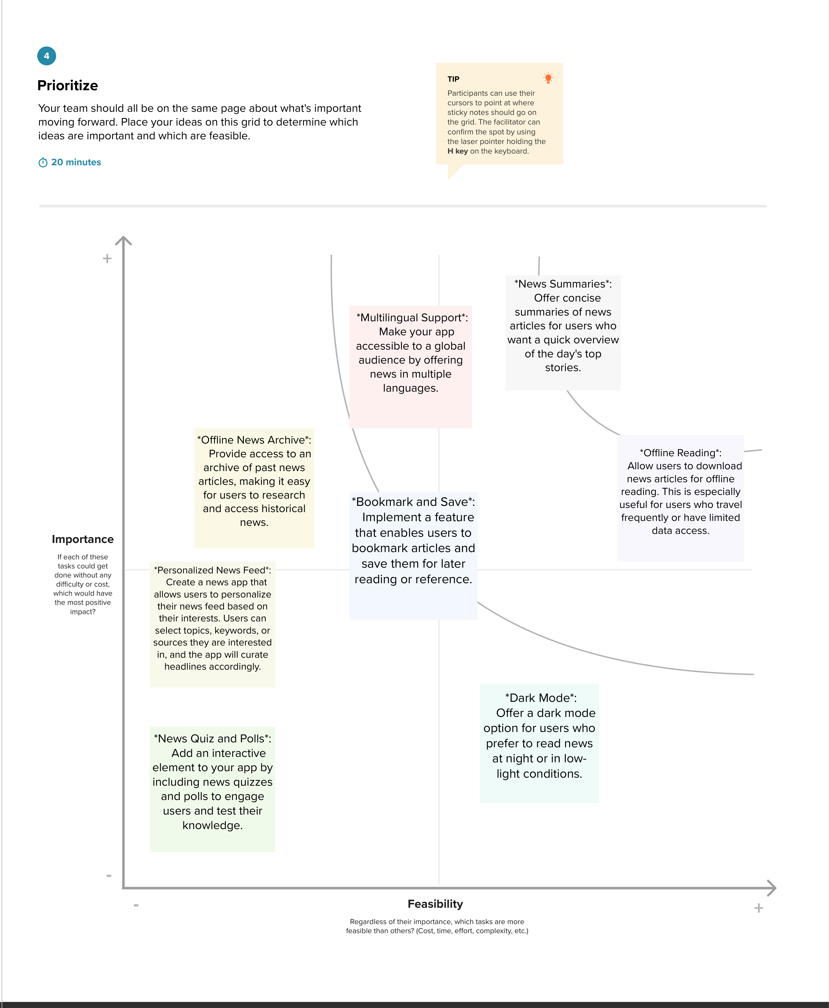 4
Prioritize
Your team should all be on the same page about what's important
moving forward. Place your ideas on this grid to determine which
ideas are important and which are feasible.
20 minutes
TIP
Participants can use their
cursors to point at where
sticky notes should go on
the grid. The facilitator can
confirm the spot by using
the laser pointer holding the
H key on the keyboard.
+
*News Summaries*:
Offer concise
summaries of news
articles for users who
want a quick overview
of the day's top
stories.
*Multilingual Support*:
Make your app
accessible to a global
audience by offering
news in multiple
languages.
*Offline News Archive*:
Provide access to an
archive of past news
articles, making it easy
for users to research
and access historical
news.
*Offline Reading*:
Allow users to download
news articles for offline
reading. This is especially
useful for users who travel
frequently or have limited
data access.
*Bookmark and Save*:
Implement a feature
that enables users to
bookmark articles and
save them for later
reading or reference.
Importance
If each of these
tasks could get
done without any
difficulty or cost,
which would have
the most positive
impact?
*Personalized News Feed*:
Create a news app that
allows users to personalize
their news feed based on
their interests. Users can
select topics, keywords, or
sources they are interested
in, and the app will curate
headlines accordingly.
*Dark Mode*:
Offer a dark mode
option for users who
prefer to read news
at night or in low-
light conditions.
*News Quiz and Polls*:
Add an interactive
element to your app by
including news quizzes
and polls to engage
users and test their
knowledge.
-
-
Feasibility
+
Regardless of their importance, which tasks are more
feasible than others? (Cost, time, effort, complexity, etc.)